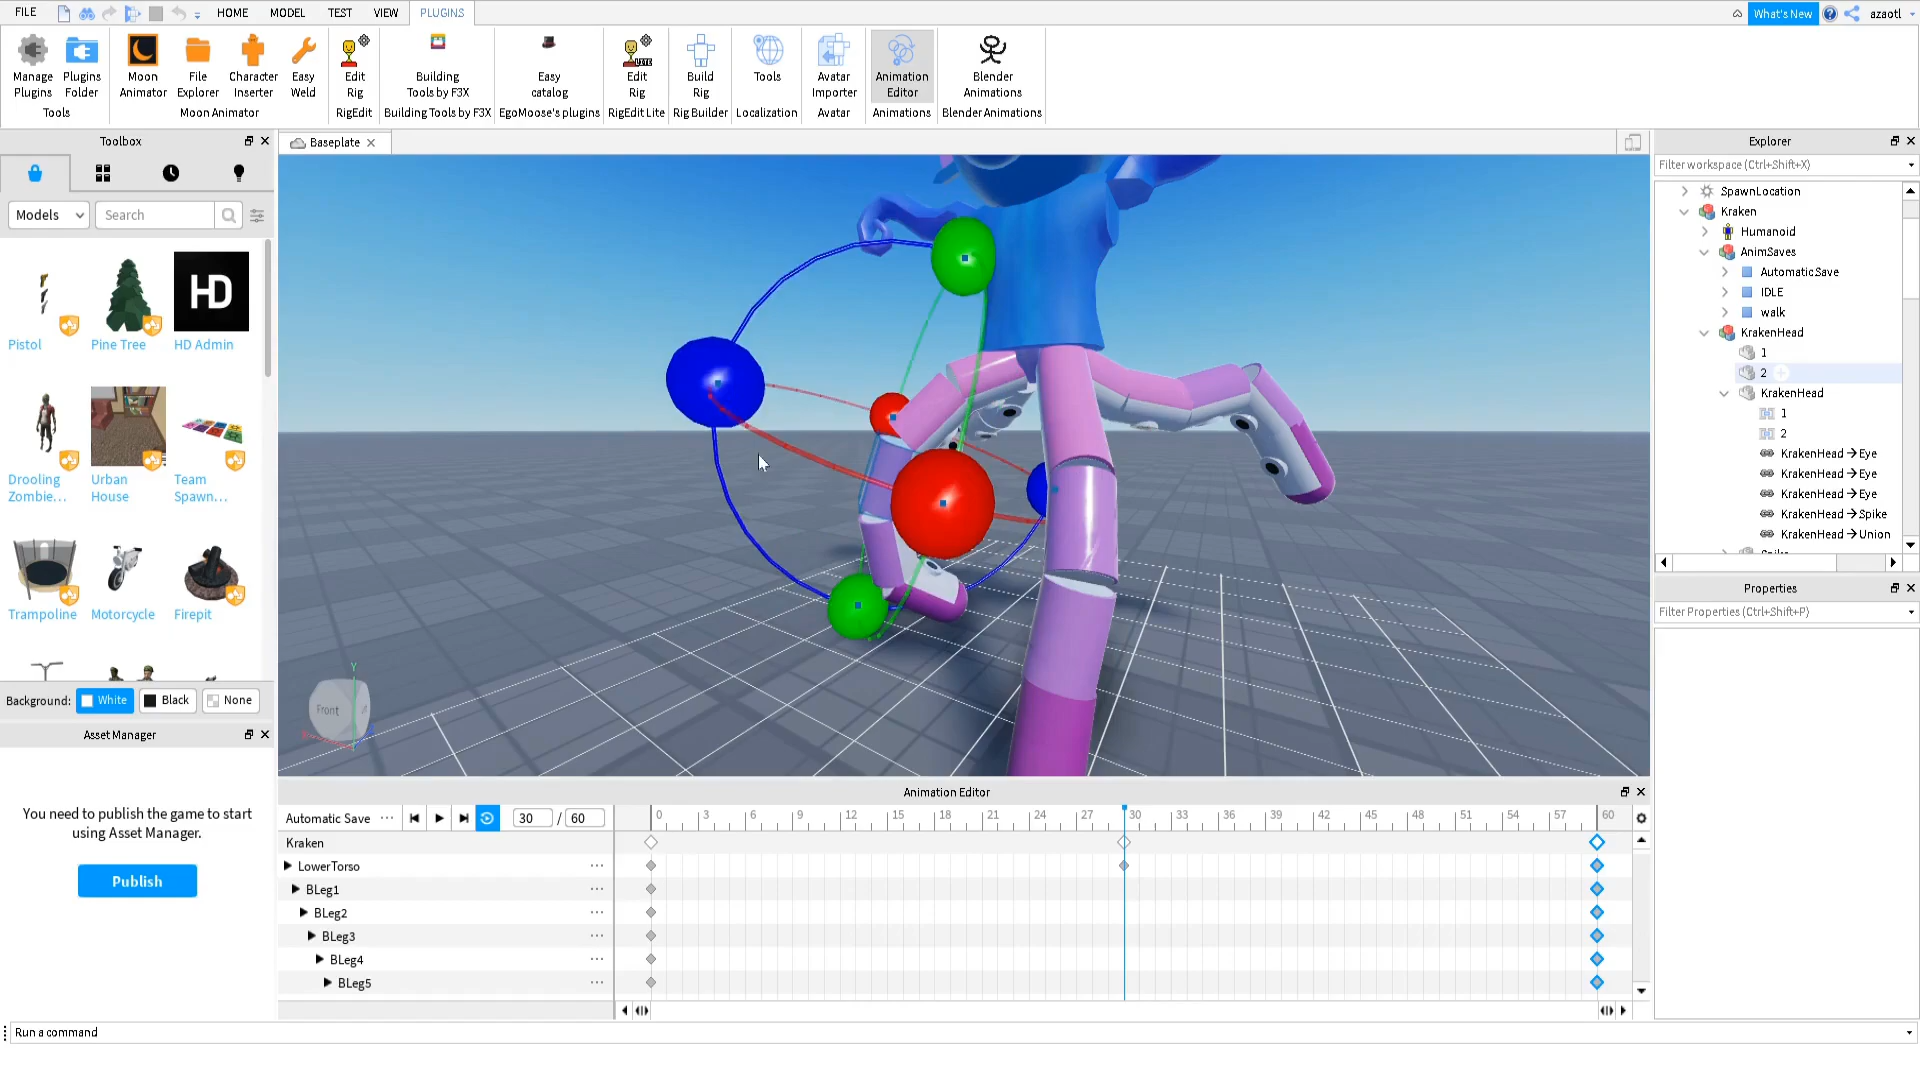 FILE HOME MODEL TEST VIEW PLUGINS What's New azaotl
Manage Plugins
Plugins Folder
Tools
Moon Animator
File Explorer
Character Inserter
Easy Weld
Moon Animator
Edit Rig
RigEdit
Building Tools by F3X
Building Tools by F3X
Easy catalog
EgoMoose's plugins
LITE
Edit Rig
RigEdit Lite
Build Rig
Rig Builder
Tools
Localization
Avatar Importer
Avatar
Animation Editor
Animations
Blender Animations
Blender Animations
Toolbox
Models Search
HD
Pistol Pine Tree HD Admin
Drooling Zombie... Urban House Team Spawn...
Trampoline Motorcycle Firepit
Background: White Black None
Asset Manager
You need to publish the game to start
using Asset Manager.
Publish
Baseplate
Front
Y
Animation Editor
Automatic Save ... 30 / 60
0 3 6 9 12 15 18 21 24 27 30 33 36 39 42 45 48 51 54 57 60
Kraken
LowerTorso ...
BLeg1 ...
BLeg2 ...
BLeg3 ...
BLeg4 ...
BLeg5 ...
Explorer
Filter workspace (Ctrl+Shift+X)
SpawnLocation
Kraken
Humanoid
AnimSaves
AutomaticSave
IDLE
walk
KrakenHead
1
2
KrakenHead
1
2
KrakenHead→Eye
KrakenHead→Eye
KrakenHead→Eye
KrakenHead→Spike
KrakenHead→Union
Properties
Filter Properties (Ctrl+Shift+P)
Run a command